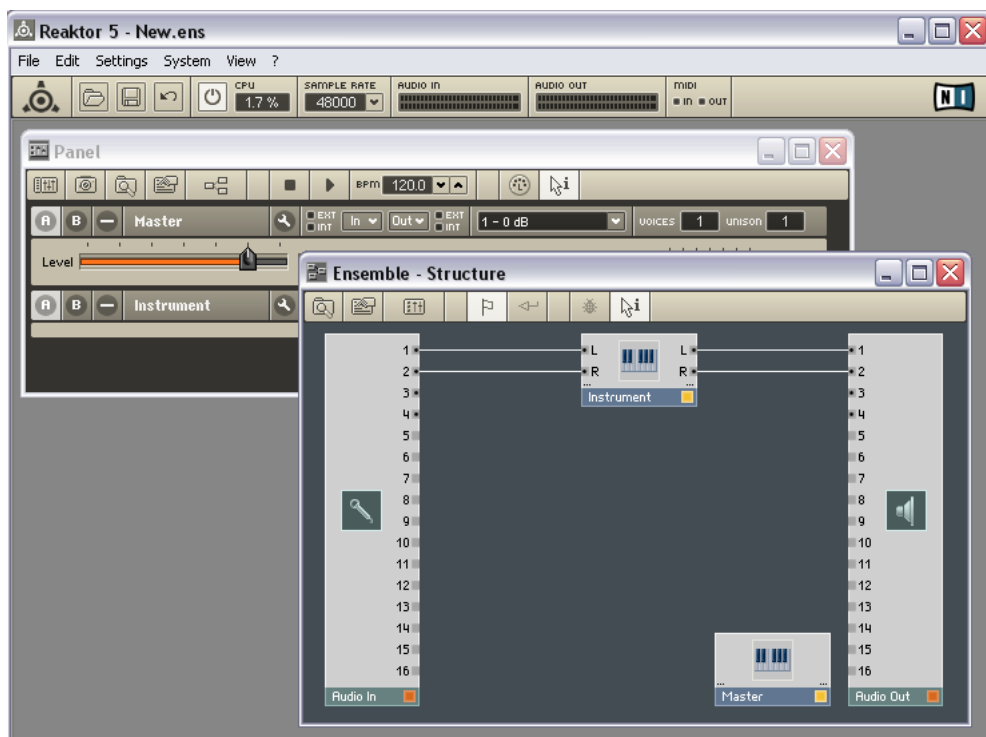 Reaktor 5 - New.ens
File Edit Settings System View ?
CPU
1.7 %
SAMPLE RATE
48000
AUDIO IN
AUDIO OUT
MIDI
IN OUT
NI
Panel
BPM 120.0
i
A B Master
EXT
INT
In Out
EXT
INT
1 - 0 dB
VOICES 1 UNISON 1
Level
A B Instrument
Ensemble - Structure
i
1 L L 1
2 R R 2
3 ... ... 3
Instrument
4 4
5 5
6 6
7 7
8 8
9 9
10 10
11 11
12 12
13 13
14 14
15 15
16 16
... ...
Audio In Master Audio Out